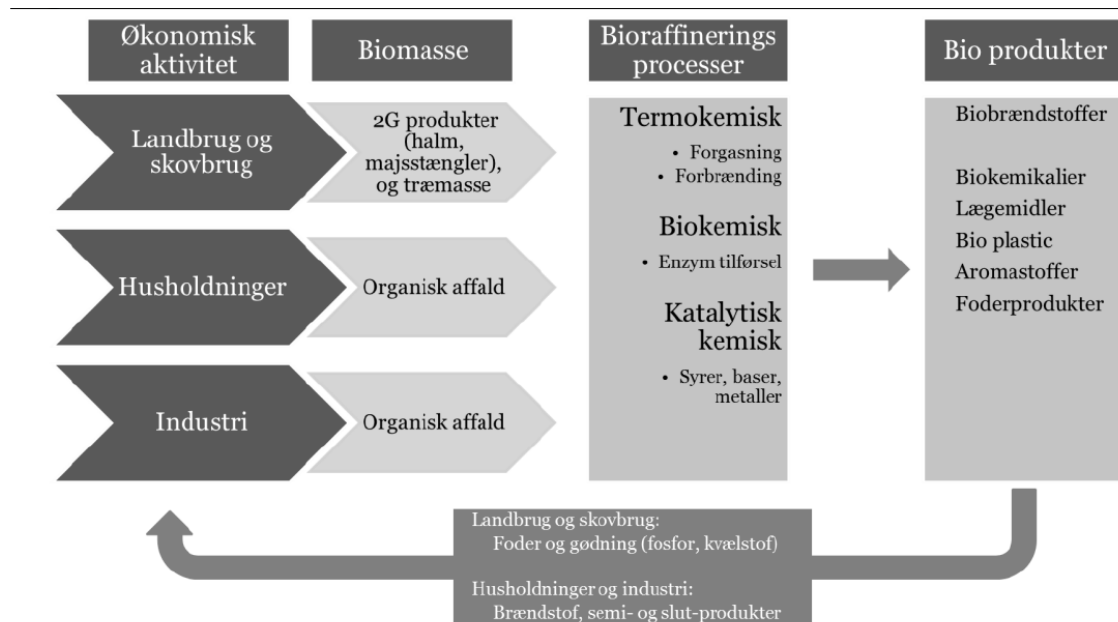 Økonomisk
aktivitet
Biomasse
Bioraffinerings
processer
Bio produkter
Landbrug og
skovbrug
2G produkter
(halm,
majsstængler),
og træmasse
Husholdninger
Organisk affald
Industri
Organisk affald
Termokemisk
• Forgasning
• Forbrænding
Biokemisk
• Enzym tilførsel
Katalytisk
kemisk
• Syrer, baser,
metaller
Biobrændstoffer
Biokemikalier
Lægemidler
Bio plastic
Aromastoffer
Foderprodukter
Landbrug og skovbrug:
Foder og gødning (fosfor, kvælstof)
Husholdninger og industri:
Brændstof, semi- og slut-produkter